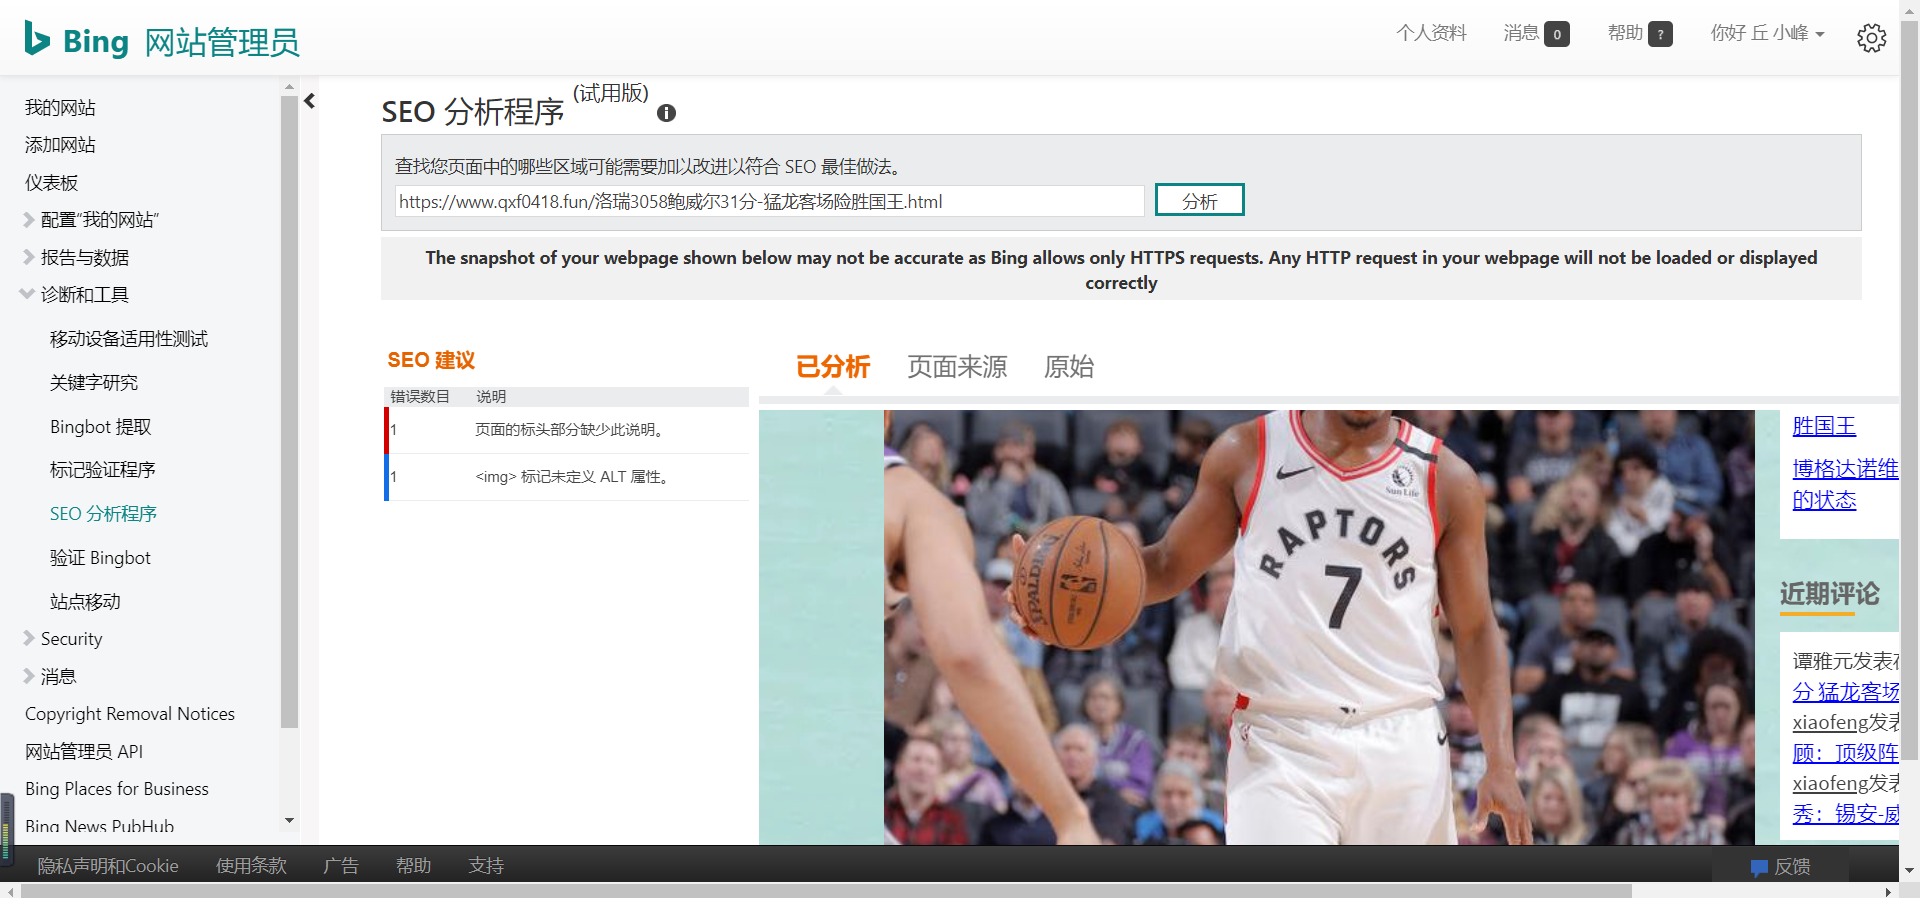 Bing 网站管理员
个人资料
消息 0
帮助 ?
你好 丘 小峰
我的网站
添加网站
仪表板
配置“我的网站”
报告与数据
诊断和工具
移动设备适用性测试
关键字研究
Bingbot 提取
标记验证程序
SEO 分析程序
验证 Bingbot
站点移动
Security
消息
Copyright Removal Notices
网站管理员 API
Bing Places for Business
Bing News PubHub
SEO 分析程序 (试用版)
查找您页面中的哪些区域可能需要加以改进以符合 SEO 最佳做法。
https://www.qxf0418.fun/洛瑞3058鲍威尔31分-猛龙客场险胜国王.html
分析
The snapshot of your webpage shown below may not be accurate as Bing allows only HTTPS requests. Any HTTP request in your webpage will not be loaded or displayed
correctly
SEO 建议
错误数目 说明
1 页面的标头部分缺少此说明。
1 <img> 标记未定义 ALT 属性。
已分析 页面来源 原始
Sun Life
RAPTORS
7
SPALDING
胜国王
博格达诺维
的状态
近期评论
谭雅元发表在
分 猛龙客场
xiaofeng发表
顾：顶级阵
xiaofeng发表
秀：锡安-威
隐私声明和Cookie
使用条款
广告
帮助
支持
反馈